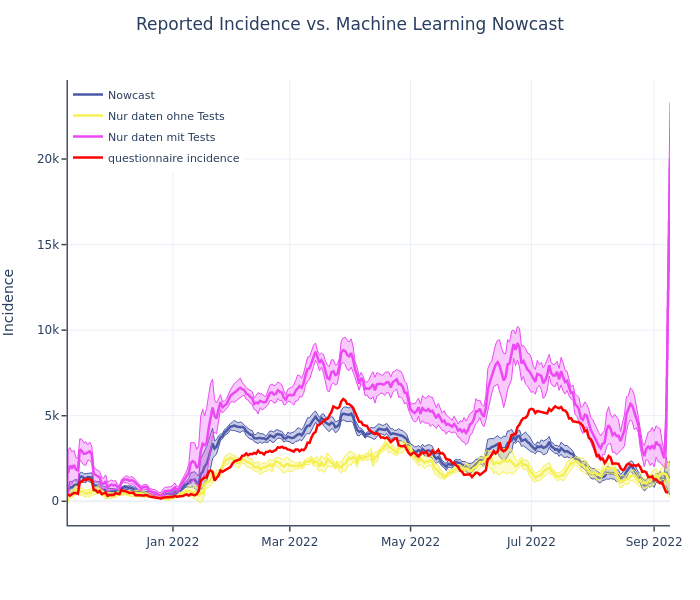 Reported Incidence vs. Machine Learning Nowcast
Nowcast
Nur daten ohne Tests
Nur daten mit Tests
questionnaire incidence
Incidence
20k
15k
10k
5k
0
Jan 2022
Mar 2022
May 2022
Jul 2022
Sep 2022